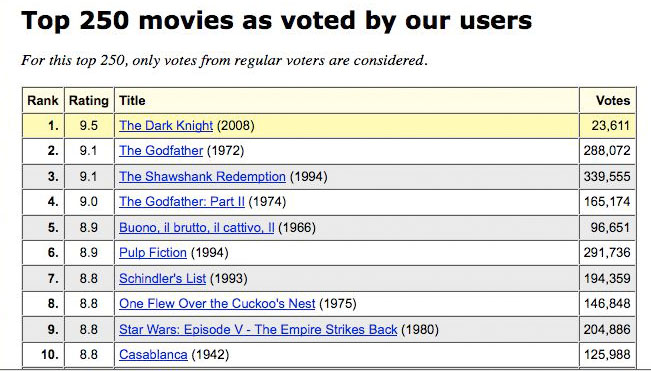 Top 250 movies as voted by our users
For this top 250, only votes from regular voters are considered.
Rank Rating Title Votes
1. 9.5 The Dark Knight (2008) 23,611
2. 9.1 The Godfather (1972) 288,072
3. 9.1 The Shawshank Redemption (1994) 339,555
4. 9.0 The Godfather: Part II (1974) 165,174
5. 8.9 Buono, il brutto, il cattivo, Il (1966) 96,651
6. 8.9 Pulp Fiction (1994) 291,736
7. 8.8 Schindler's List (1993) 194,359
8. 8.8 One Flew Over the Cuckoo's Nest (1975) 146,848
9. 8.8 Star Wars: Episode V - The Empire Strikes Back (1980) 204,886
10. 8.8 Casablanca (1942) 125,988